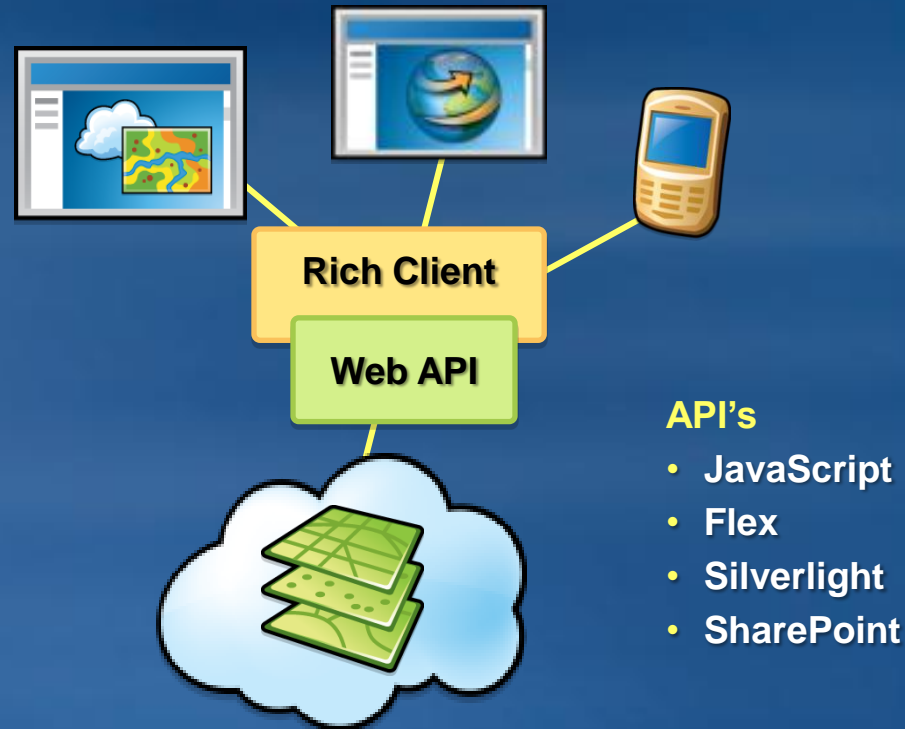 Rich Client
Web API
API’s
• JavaScript
• Flex
• Silverlight
• SharePoint